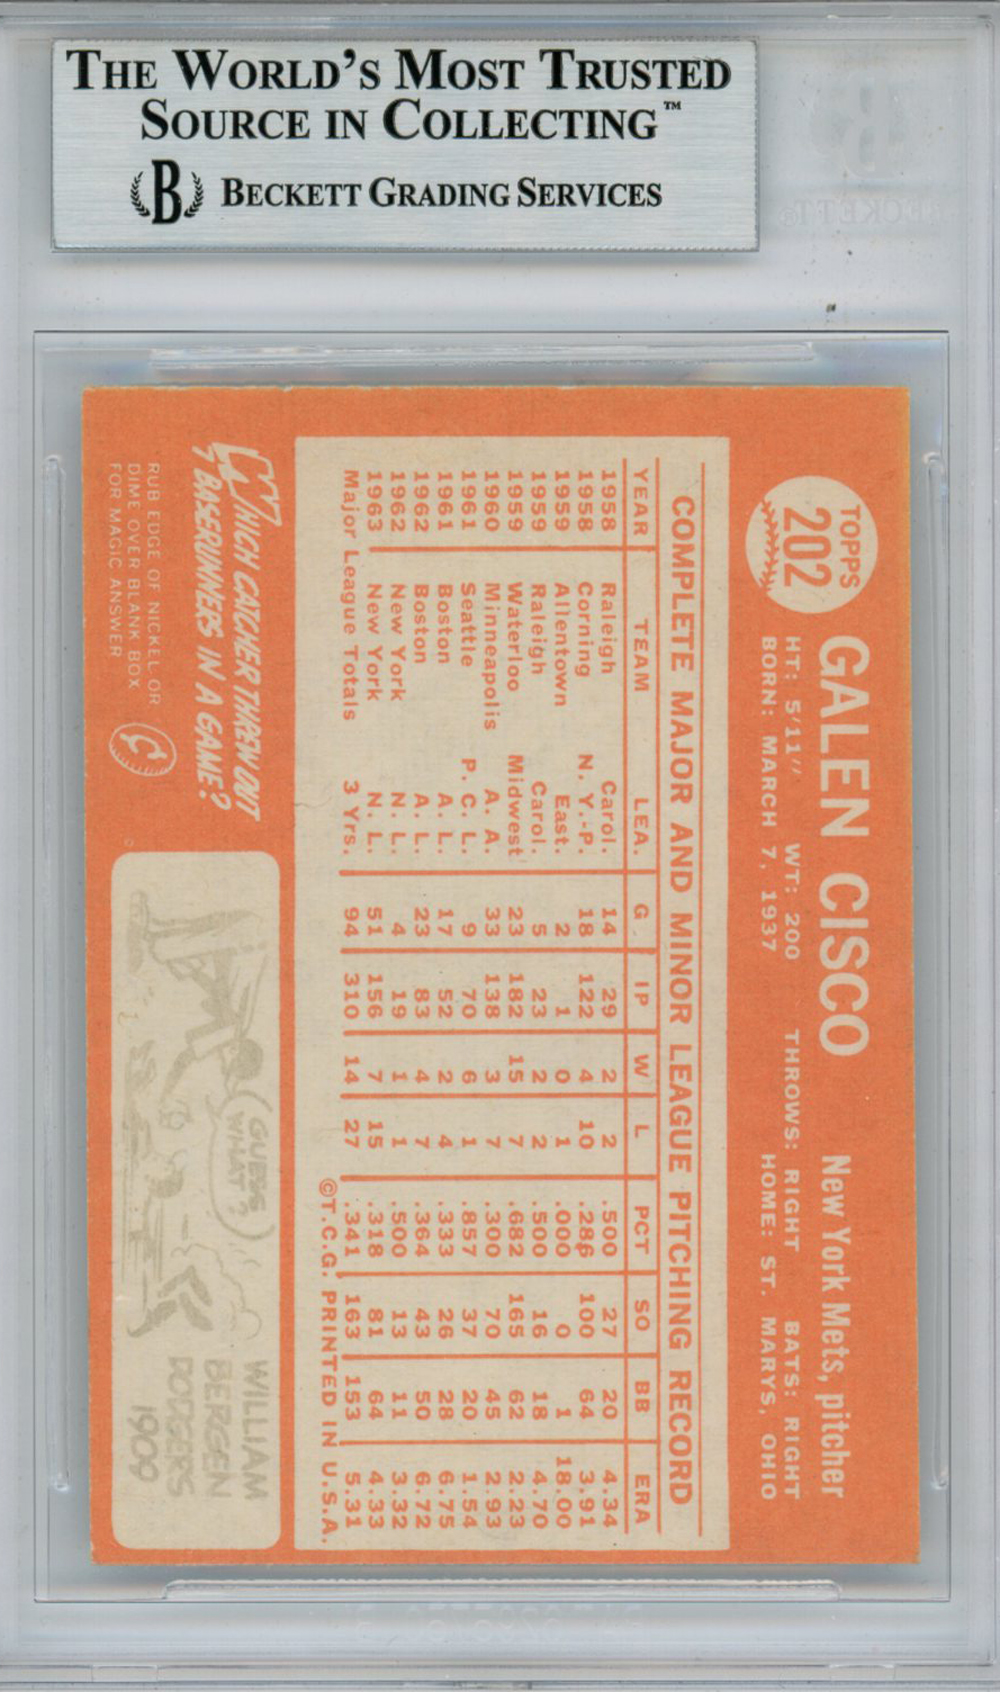 THE WORLD'S MOST TRUSTED
SOURCE IN COLLECTING™
B BECKETT GRADING SERVICES
TOPPS
202
GALEN CISCO New York Mets, pitcher
HT: 5'11" WT: 200 THROWS: RIGHT BATS: RIGHT
BORN: MARCH 7, 1937 HOME: ST. MARYS, OHIO
COMPLETE MAJOR AND MINOR LEAGUE PITCHING RECORD
YEAR TEAM LEA. G IP W L PCT SO BB ERA
1958 Raleigh Carol. 14 29 2 2 .500 27 20 4.34
1958 Corning N. Y.-P. 18 122 4 10 .286 100 64 3.91
1959 Allentown East. 2 1 0 1 .000 0 1 18.00
1959 Raleigh Carol. 5 23 2 2 .500 16 18 4.70
1959 Waterloo Midwest 23 182 15 7 .682 165 62 2.23
1960 Minneapolis A. A. 33 138 3 7 .300 70 45 2.93
1961 Seattle P. C. L. 9 70 6 1 .857 37 20 1.54
1961 Boston A. L. 17 52 2 4 .333 26 28 6.75
1962 Boston A. L. 23 83 4 7 .364 43 50 6.72
1962 New York N. L. 4 19 1 1 .500 13 11 3.32
1963 New York N. L. 51 156 7 15 .318 81 64 4.33
Major League Totals 3 Yrs. 94 310 14 27 .341 163 153 5.31
©T.C.G. PRINTED IN U.S.A.
WHICH CATCHER THREW OUT
7 BASERUNNERS IN A GAME?
RUB EDGE OF NICKEL OR
DIME OVER BLANK BOX
FOR MAGIC ANSWER
GUESS
WHAT?
WILLIAM
BERGEN
DODGERS
1909